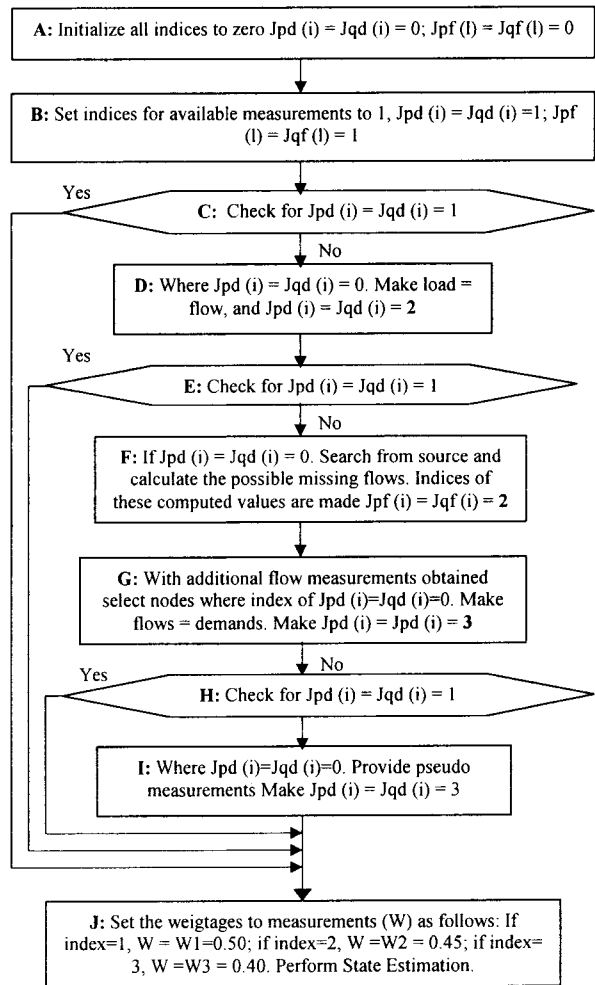 A: Initialize all indices to zero Jpd (i) = Jqd (i) = 0; Jpf (l) = Jqf (l) = 0
B: Set indices for available measurements to 1, Jpd (i) = Jqd (i) =1; Jpf
(l) = Jqf (l) = 1
Yes
C: Check for Jpd (i) = Jqd (i) = 1
No
D: Where Jpd (i) = Jqd (i) = 0. Make load =
flow, and Jpd (i) = Jqd (i) = 2
Yes
E: Check for Jpd (i) = Jqd (i) = 1
No
F: If Jpd (i) = Jqd (i) = 0. Search from source and
calculate the possible missing flows. Indices of
these computed values are made Jpf (i) = Jqf (i) = 2
G: With additional flow measurements obtained
select nodes where index of Jpd (i)=Jqd (i)=0. Make
flows = demands. Make Jpd (i) = Jpd (i) = 3
No
Yes
H: Check for Jpd (i) = Jqd (i) = 1
I: Where Jpd (i)=Jqd (i)=0. Provide pseudo
measurements Make Jpd (i) = Jqd (i) = 3
J: Set the weigtages to measurements (W) as follows: If
index=1, W = W1=0.50; if index=2, W =W2 = 0.45; if index=
3, W =W3 = 0.40. Perform State Estimation.